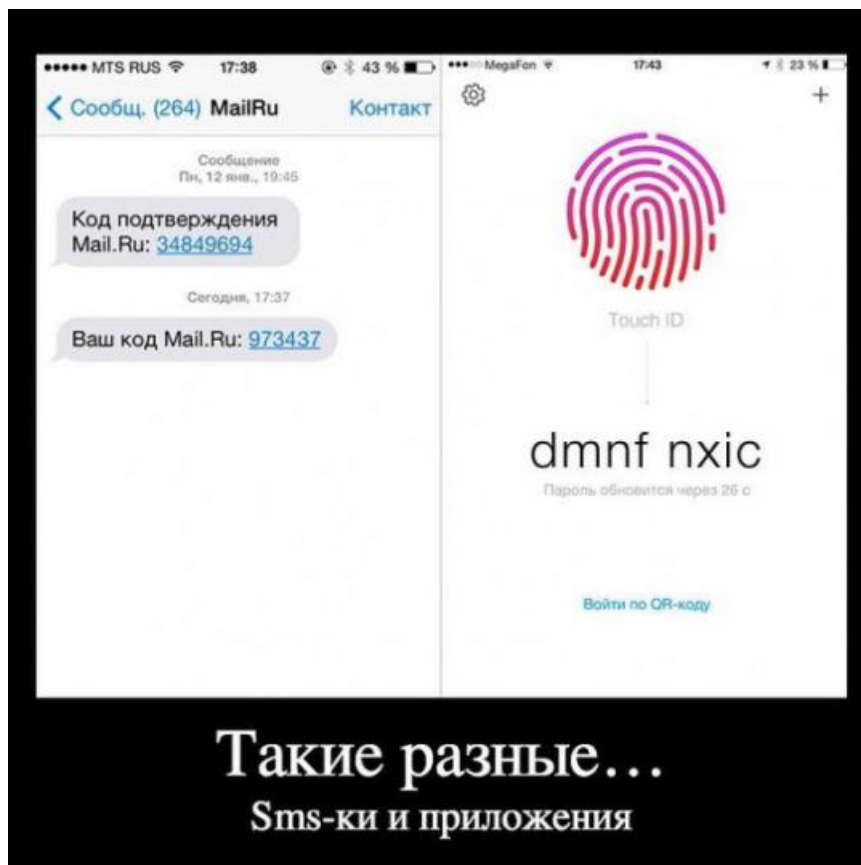 MTS RUS 17:38 43 %
Сообщ. (264) MailRu Контакт
Сообщение
Пн, 12 янв., 19:45
Код подтверждения
Mail.Ru: 34849694
Сегодня, 17:37
Ваш код Mail.Ru: 973437
MegaFon 17:43 23 %
+
Touch ID
dmnf nxic
Пароль обновится через 26 с
Войти по QR-коду
Такие разные...
Sms-ки и приложения